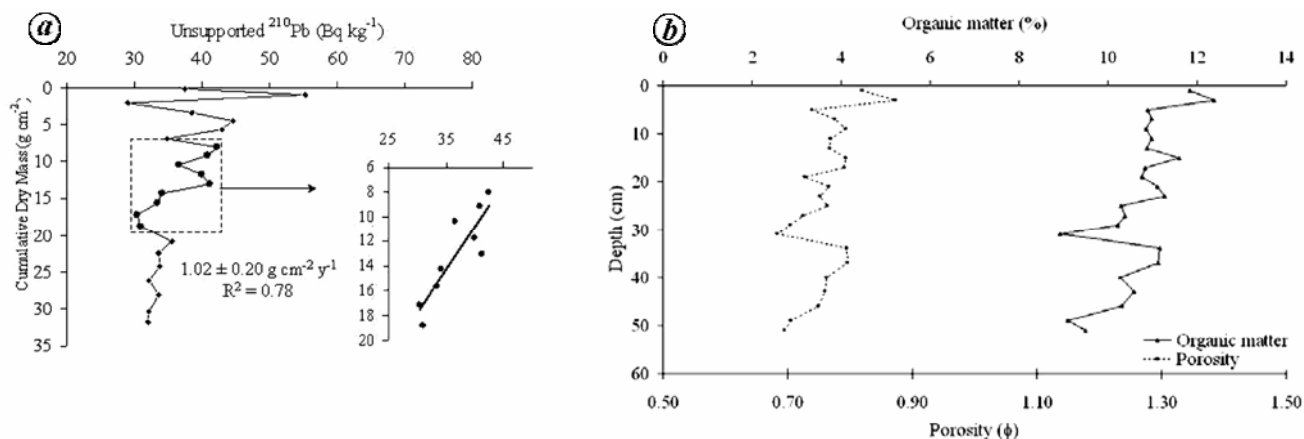 a
Unsupported ²¹⁰Pb (Bq kg⁻¹)
20 30 40 50 60 70 80
Cumulative Dry Mass (g cm⁻²)
0
5
10
15
20
25
30
35
25 45
6
8
10
12
14
16
18
20
1.02 ± 0.20 g cm⁻² y⁻¹
R² = 0.78
b
Organic matter (%)
0 2 4 6 8 10 12 14
Depth (cm)
0
10
20
30
40
50
60
Organic matter
Porosity
0.50 0.70 0.90 1.10 1.30 1.50
Porosity (ϕ)